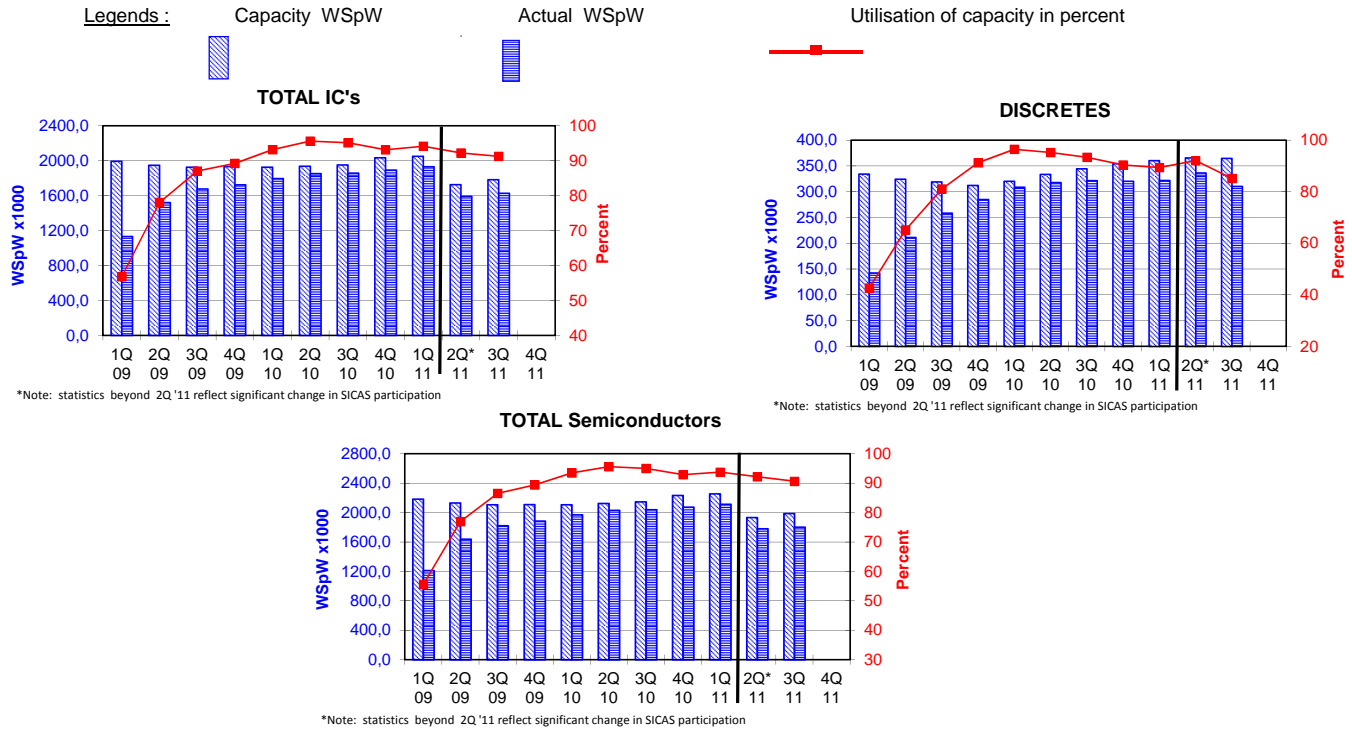 Legends : Capacity WSpW Actual WSpW Utilisation of capacity in percent
TOTAL IC's
WSpW x1000
2400,0
2000,0
1600,0
1200,0
800,0
400,0
0,0
100
90
80
70
60
50
40
Percent
1Q 2Q 3Q 4Q 1Q 2Q 3Q 4Q 1Q 2Q* 3Q 4Q
09 09 09 09 10 10 10 10 11 11 11 11
*Note: statistics beyond 2Q '11 reflect significant change in SICAS participation
DISCRETES
WSpW x1000
400,0
350,0
300,0
250,0
200,0
150,0
100,0
50,0
0,0
100
80
60
40
20
Percent
1Q 2Q 3Q 4Q 1Q 2Q 3Q 4Q 1Q 2Q* 3Q 4Q
09 09 09 09 10 10 10 10 11 11 11 11
*Note: statistics beyond 2Q '11 reflect significant change in SICAS participation
TOTAL Semiconductors
WSpW x1000
2800,0
2400,0
2000,0
1600,0
1200,0
800,0
400,0
0,0
100
90
80
70
60
50
40
30
Percent
1Q 2Q 3Q 4Q 1Q 2Q 3Q 4Q 1Q 2Q* 3Q 4Q
09 09 09 09 10 10 10 10 11 11 11 11
*Note: statistics beyond 2Q '11 reflect significant change in SICAS participation